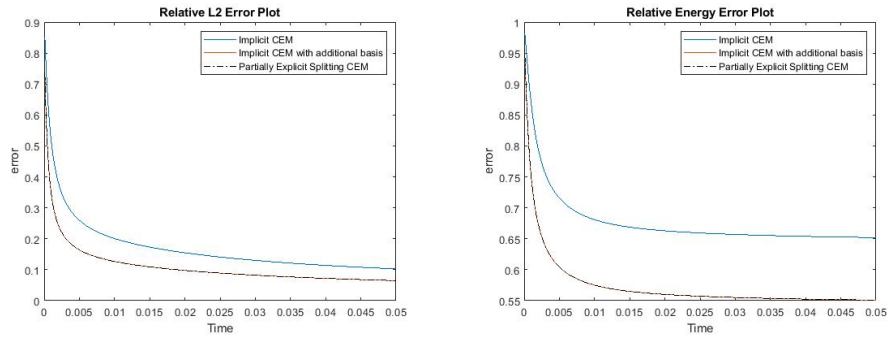 Relative L2 Error Plot
0.9
0.8
0.7
0.6
0.5
0.4
0.3
0.2
0.1
0
error
Implicit CEM
Implicit CEM with additional basis
Partially Explicit Splitting CEM
0 0.005 0.01 0.015 0.02 0.025 0.03 0.035 0.04 0.045 0.05
Time
Relative Energy Error Plot
1
0.95
0.9
0.85
0.8
0.75
0.7
0.65
0.6
0.55
error
Implicit CEM
Implicit CEM with additional basis
Partially Explicit Splitting CEM
0 0.005 0.01 0.015 0.02 0.025 0.03 0.035 0.04 0.045 0.05
Time